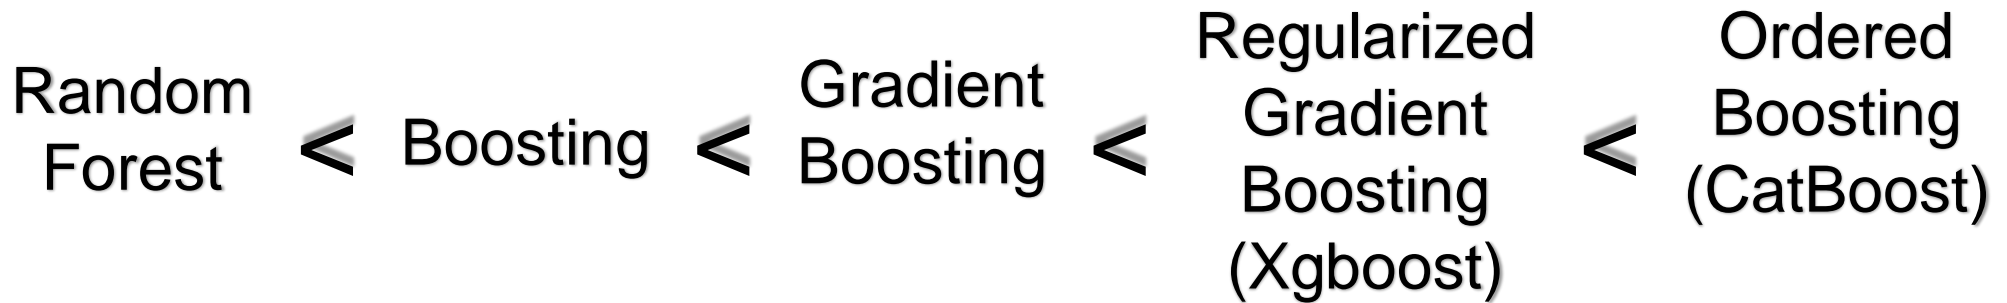 Random
Forest
<
Boosting
<
Gradient
Boosting
<
Regularized
Gradient
Boosting
(Xgboost)
<
Ordered
Boosting
(CatBoost)